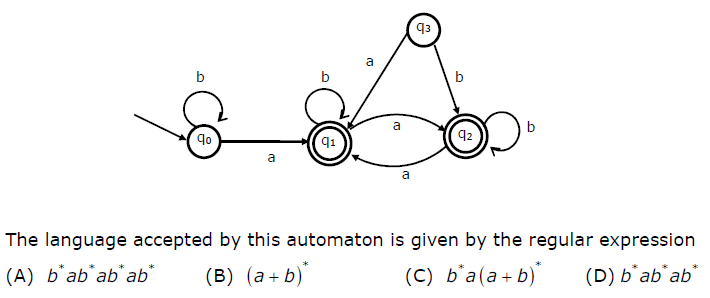 q3
a
b
b
b
a
b
q0
q1
q2
a
a
The language accepted by this automaton is given by the regular expression
(A) b*ab*ab*ab* (B) (a + b)* (C) b*a(a + b)* (D) b*ab*ab*